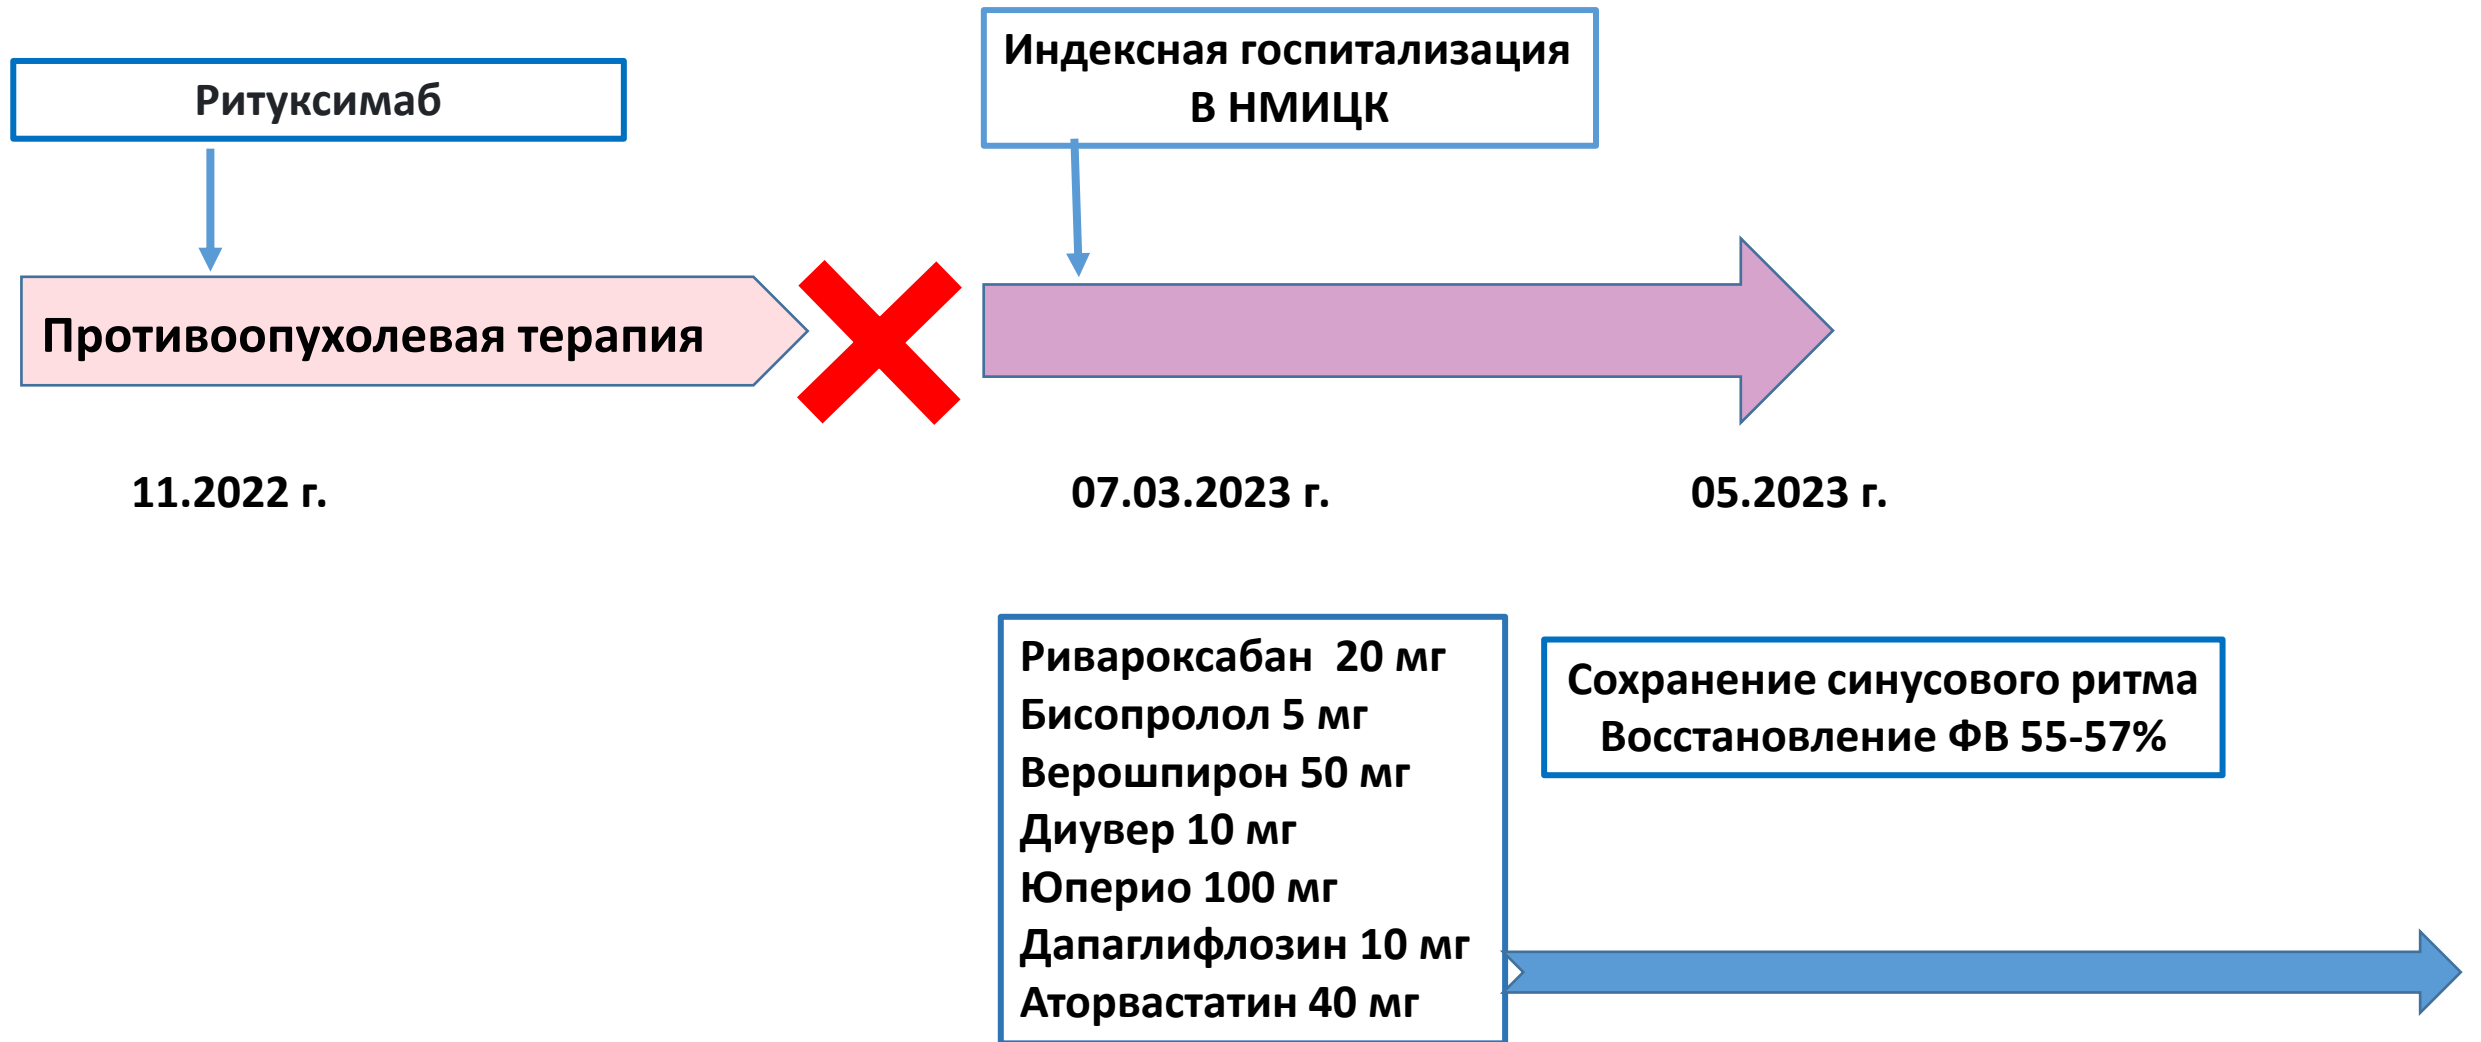 Ритуксимаб
Индексная госпитализация
В НМИЦК
Противоопухолевая терапия
11.2022 г.
07.03.2023 г.
05.2023 г.
Ривароксабан  20 мг
Бисопролол 5 мг
Верошпирон 50 мг
Диувер 10 мг
Юперио 100 мг
Дапаглифлозин 10 мг
Аторвастатин 40 мг
Сохранение синусового ритма
Восстановление ФВ 55-57%